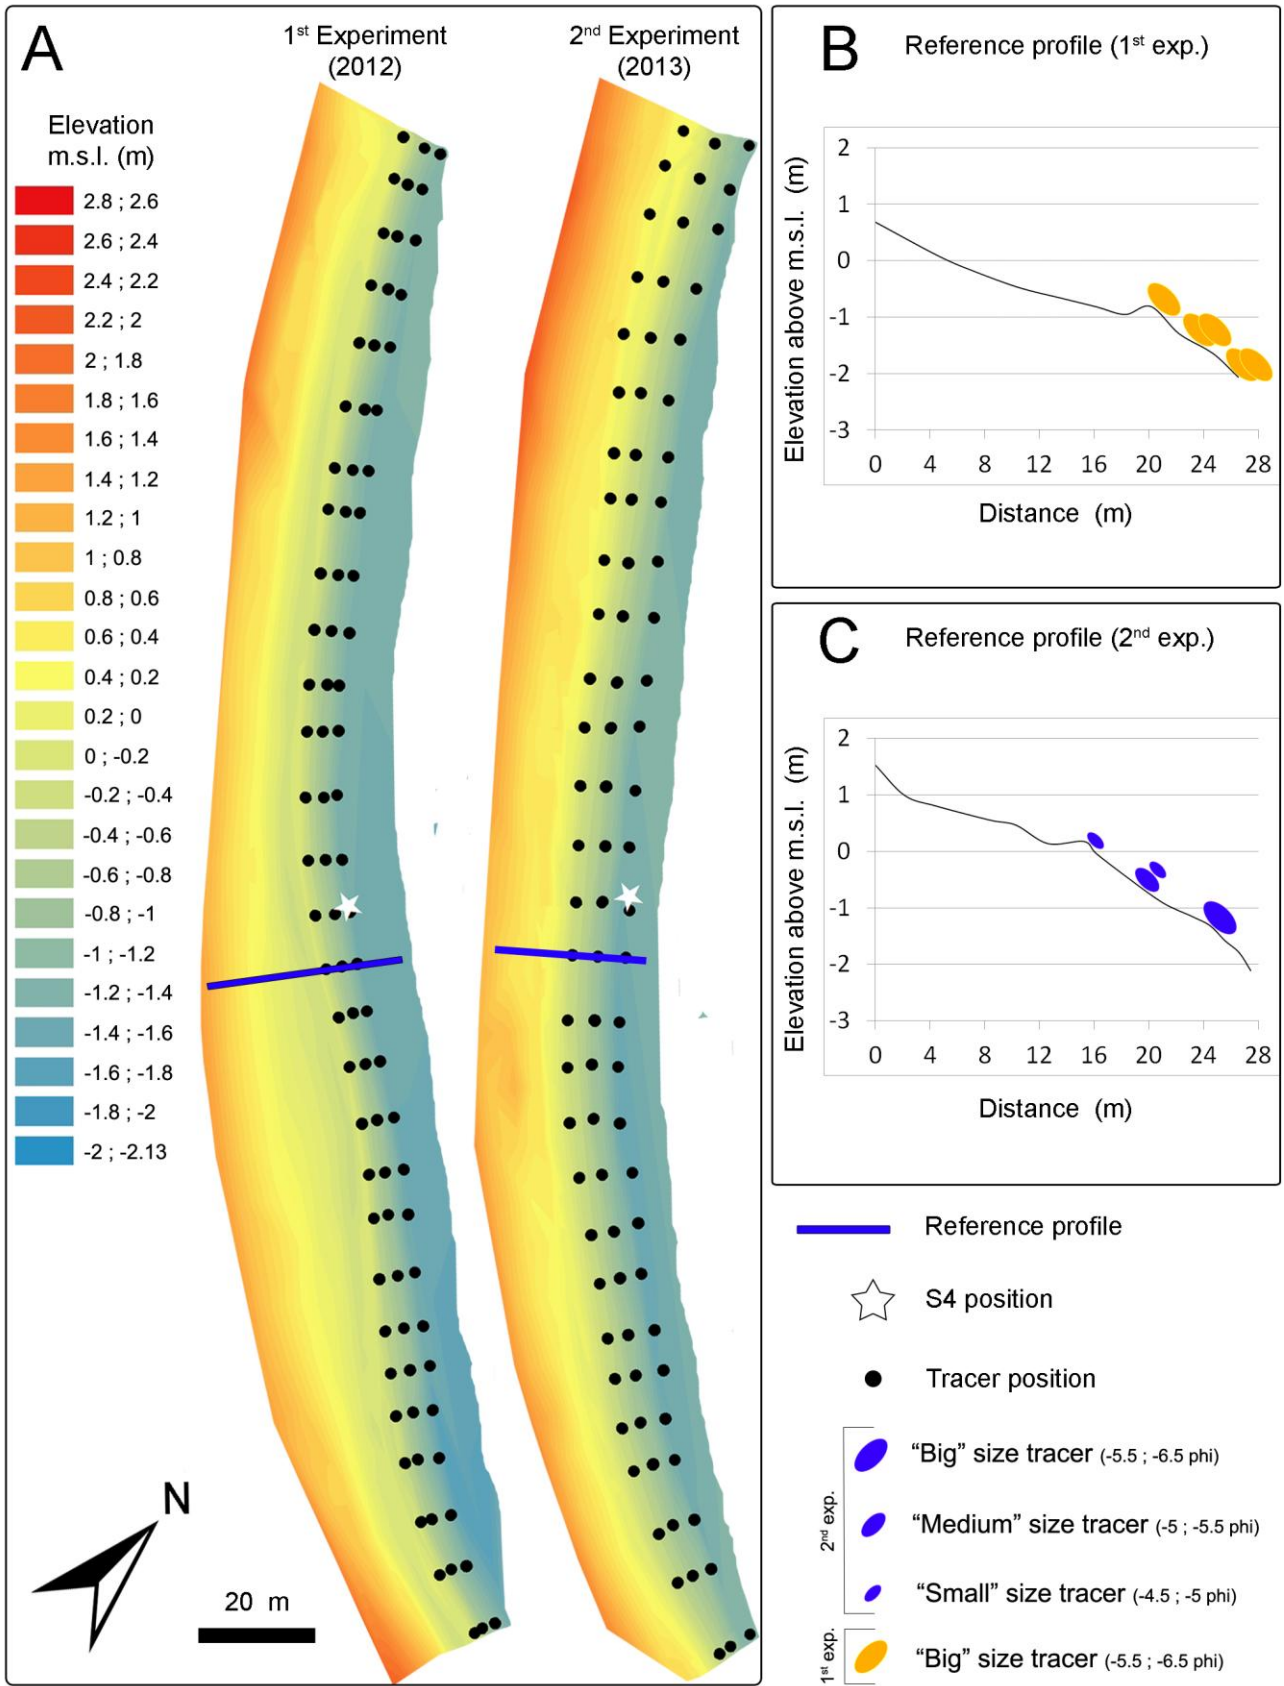 A
1st Experiment
(2012)
2nd Experiment
(2013)
Elevation
m.s.l. (m)
2.8 ; 2.6
2.6 ; 2.4
2.4 ; 2.2
2.2 ; 2
2 ; 1.8
1.8 ; 1.6
1.6 ; 1.4
1.4 ; 1.2
1.2 ; 1
1 ; 0.8
0.8 ; 0.6
0.6 ; 0.4
0.4 ; 0.2
0.2 ; 0
0 ; -0.2
-0.2 ; -0.4
-0.4 ; -0.6
-0.6 ; -0.8
-0.8 ; -1
-1 ; -1.2
-1.2 ; -1.4
-1.4 ; -1.6
-1.6 ; -1.8
-1.8 ; -2
-2 ; -2.13
N
20 m
B
Reference profile (1st exp.)
Elevation above m.s.l. (m)
2
1
0
-1
-2
-3
0 4 8 12 16 20 24 28
Distance (m)
C
Reference profile (2nd exp.)
Elevation above m.s.l. (m)
2
1
0
-1
-2
-3
0 4 8 12 16 20 24 28
Distance (m)
Reference profile
S4 position
Tracer position
2nd exp.
“Big” size tracer (-5.5 ; -6.5 phi)
“Medium” size tracer (-5 ; -5.5 phi)
“Small” size tracer (-4.5 ; -5 phi)
1st exp.
“Big” size tracer (-5.5 ; -6.5 phi)